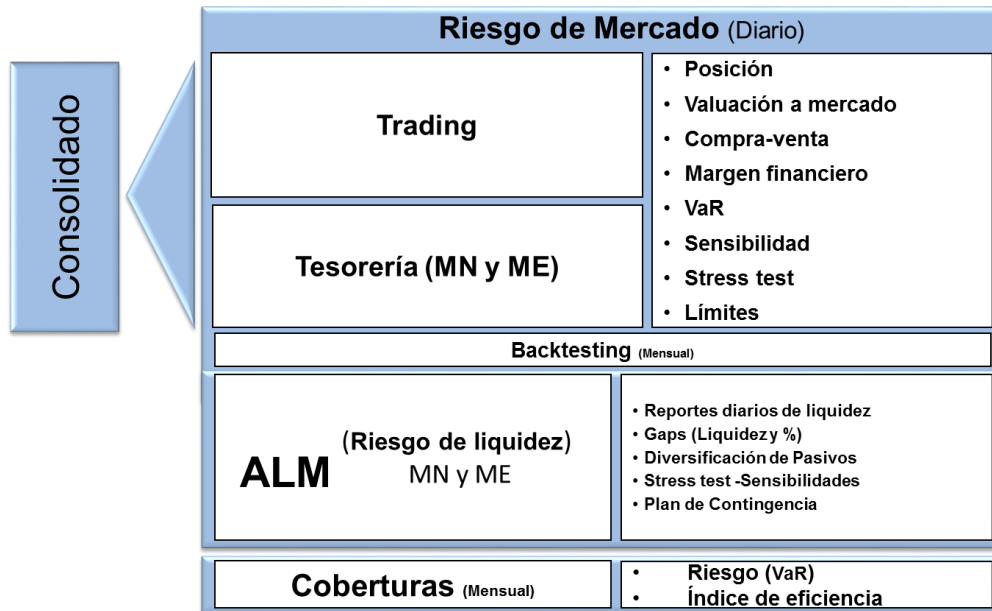 Consolidado
Riesgo de Mercado (Diario)
Trading
Tesorería (MN y ME)
• Posición
• Valuación a mercado
• Compra-venta
• Margen financiero
• VaR
• Sensibilidad
• Stress test
• Límites
Backtesting (Mensual)
ALM
(Riesgo de liquidez)
MN y ME
• Reportes diarios de liquidez
• Gaps (Liquidez y %)
• Diversificación de Pasivos
• Stress test -Sensibilidades
• Plan de Contingencia
Coberturas (Mensual)
• Riesgo (VaR)
• Índice de eficiencia